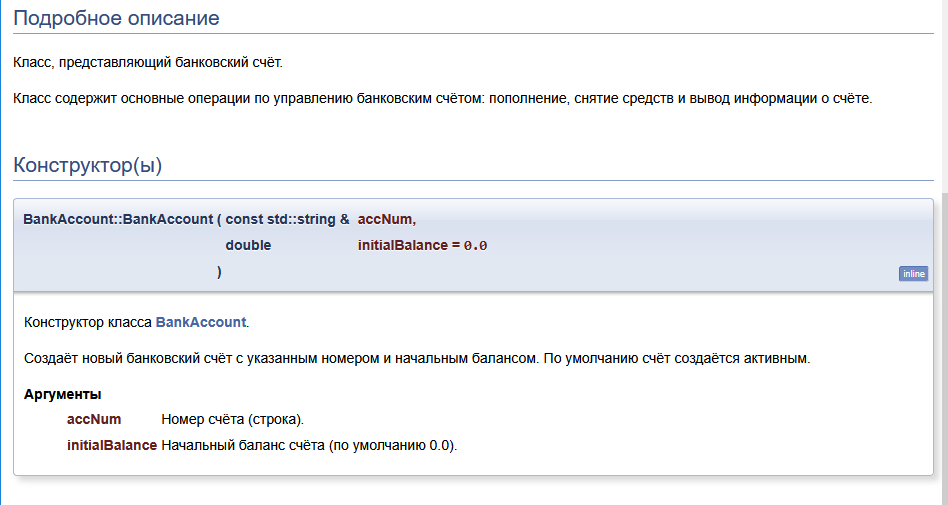 Подробное описание
Класс, представляющий банковский счёт.
Класс содержит основные операции по управлению банковским счётом: пополнение, снятие средств и вывод информации о счёте.
Конструктор(ы)
BankAccount::BankAccount ( const std::string & accNum,
double initialBalance = 0.0
)
inline
Конструктор класса BankAccount.
Создаёт новый банковский счёт с указанным номером и начальным балансом. По умолчанию счёт создаётся активным.
Аргументы
accNum Номер счёта (строка).
initialBalance Начальный баланс счёта (по умолчанию 0.0).